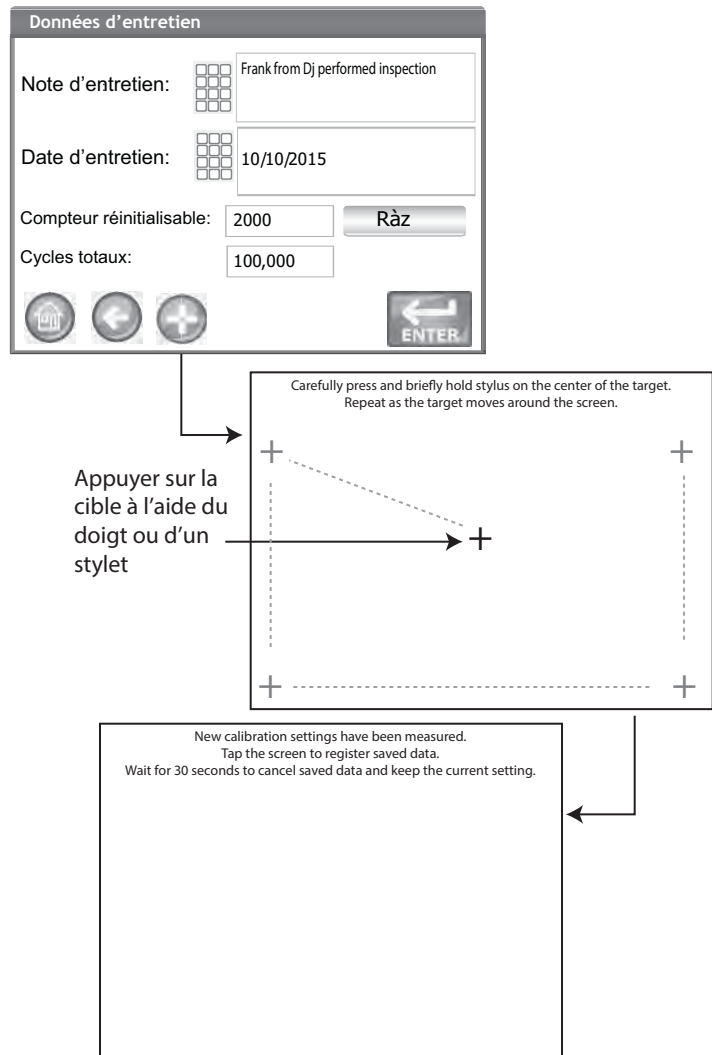 Données d’entretien
Note d’entretien:
Frank from Dj performed inspection
Date d’entretien:
10/10/2015
Compteur réinitialisable:
2000
Ràz
Cycles totaux:
100,000
ENTER
Carefully press and briefly hold stylus on the center of the target.
Repeat as the target moves around the screen.
Appuyer sur la
cible à l’aide du
doigt ou d’un
stylet
New calibration settings have been measured.
Tap the screen to register saved data.
Wait for 30 seconds to cancel saved data and keep the current setting.